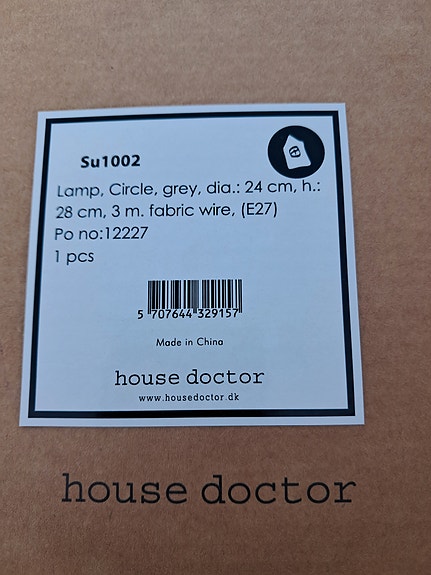 Su1002
Lamp, Circle, grey, dia.: 24 cm, h.:
28 cm, 3 m. fabric wire, (E27)
Po no:12227
1 pcs
5 707644 329157
Made in China
house doctor
www.housedoctor.dk
house doctor